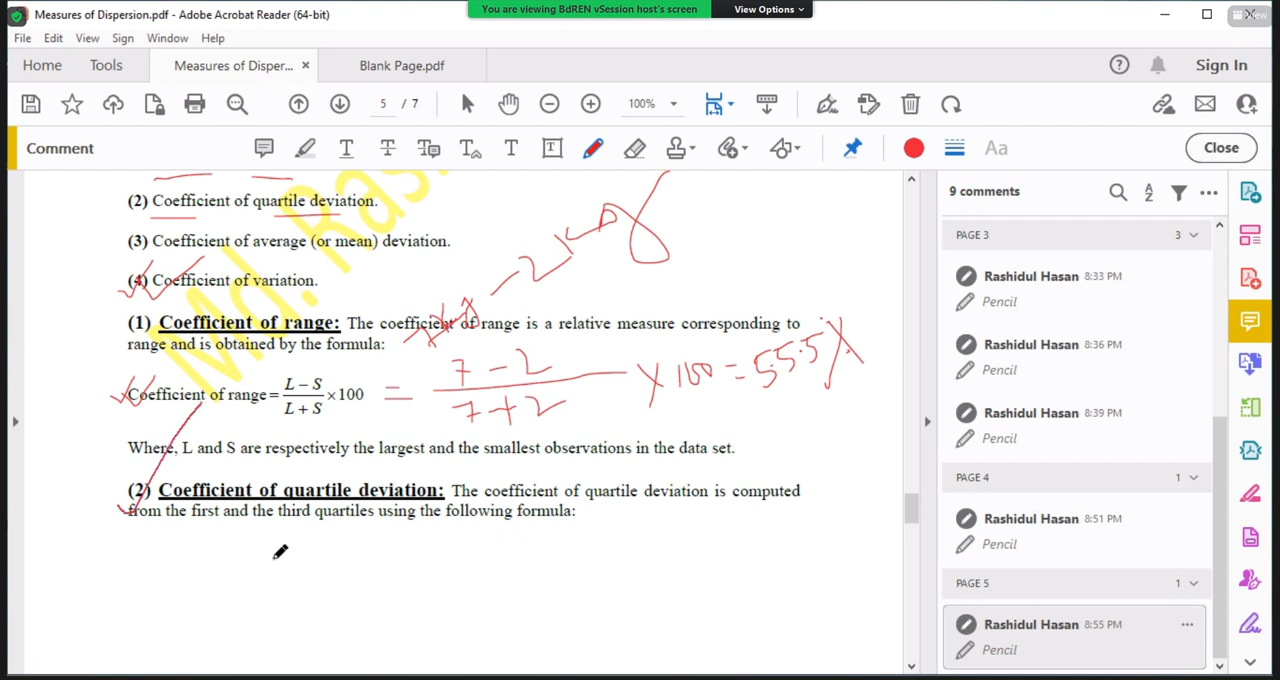 Measures of Dispersion.pdf - Adobe Acrobat Reader (64-bit)
You are viewing BdREN vSession host's screen
View Options
View
File Edit View Sign Window Help
Home Tools Measures of Disper... × Blank Page.pdf
Sign In
5 / 7
100%
Comment
Close
9 comments
(2) Coefficient of quartile deviation.
(3) Coefficient of average (or mean) deviation.
(4) Coefficient of variation.
(1) Coefficient of range: The coefficient of range is a relative measure corresponding to
range and is obtained by the formula:
Coefficient of range = L − S / L + S ×100 = 7 − 2 / 7 + 2 × 100 = 55.5 %
Where, L and S are respectively the largest and the smallest observations in the data set.
(2) Coefficient of quartile deviation: The coefficient of quartile deviation is computed
from the first and the third quartiles using the following formula:
Md. Ras
PAGE 3 3
Rashidul Hasan 8:33 PM
Pencil
Rashidul Hasan 8:36 PM
Pencil
Rashidul Hasan 8:39 PM
Pencil
PAGE 4 1
Rashidul Hasan 8:51 PM
Pencil
PAGE 5 1
Rashidul Hasan 8:55 PM
Pencil